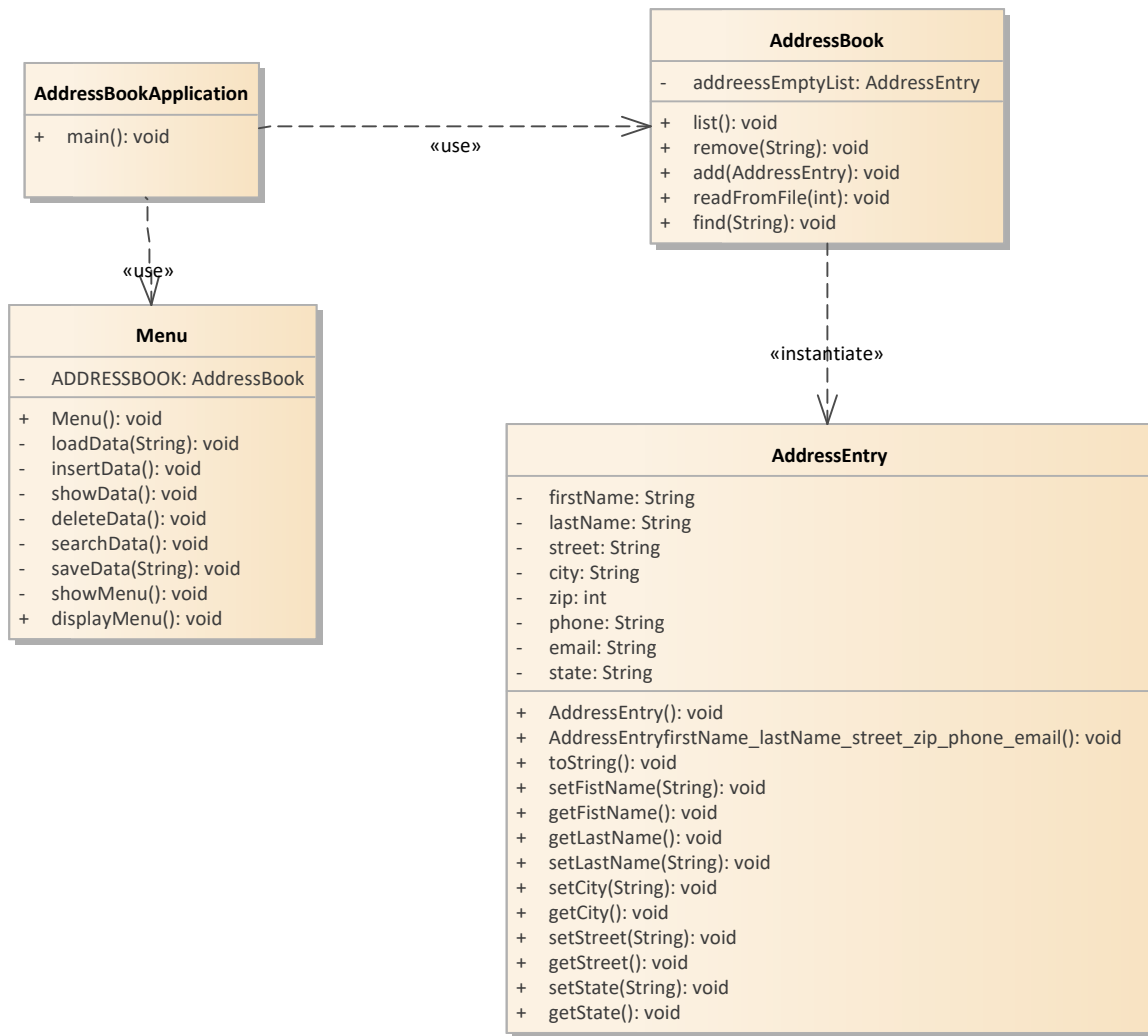 AddressBookApplication
+ main(): void
«use»
AddressBook
- addreessEmptyList: AddressEntry
+ list(): void
+ remove(String): void
+ add(AddressEntry): void
+ readFromFile(int): void
+ find(String): void
«use»
Menu
- ADDRESSBOOK: AddressBook
+ Menu(): void
- loadData(String): void
- insertData(): void
- showData(): void
- deleteData(): void
- searchData(): void
- saveData(String): void
- showMenu(): void
+ displayMenu(): void
«instantiate»
AddressEntry
- firstName: String
- lastName: String
- street: String
- city: String
- zip: int
- phone: String
- email: String
- state: String
+ AddressEntry(): void
+ AddressEntryfirstName_lastName_street_zip_phone_email(): void
+ toString(): void
+ setFistName(String): void
+ getFistName(): void
+ getLastName(): void
+ setLastName(String): void
+ setCity(String): void
+ getCity(): void
+ setStreet(String): void
+ getStreet(): void
+ setState(String): void
+ getState(): void